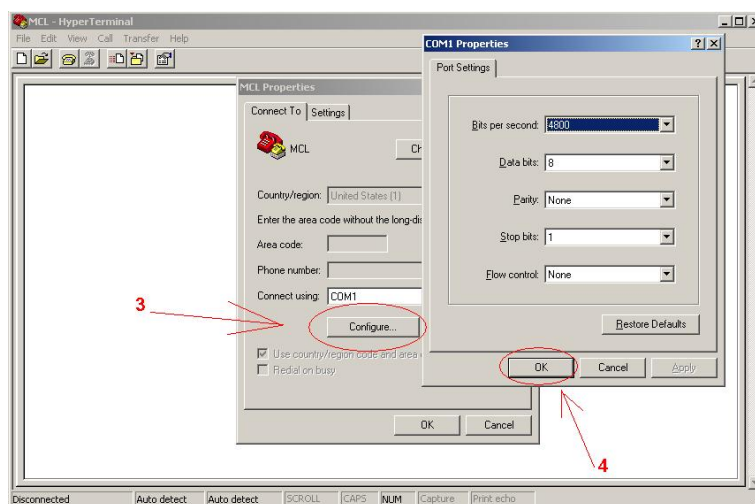 MCL - HyperTerminal
File Edit View Call Transfer Help
COM1 Properties
Port Settings
Bits per second: 4800
Data bits: 8
Parity: None
Stop bits: 1
Flow control: None
Restore Defaults
OK Cancel Apply
MCL Properties
Connect To Settings
MCL
Country/region: United States (1)
Enter the area code without the
Area code:
Phone number:
Connect using: COM1
3
Configure...
Use country/region code and area
Redial on busy
OK Cancel
4
Disconnected Auto detect Auto detect SCROLL CAPS NUM Capture Print echo